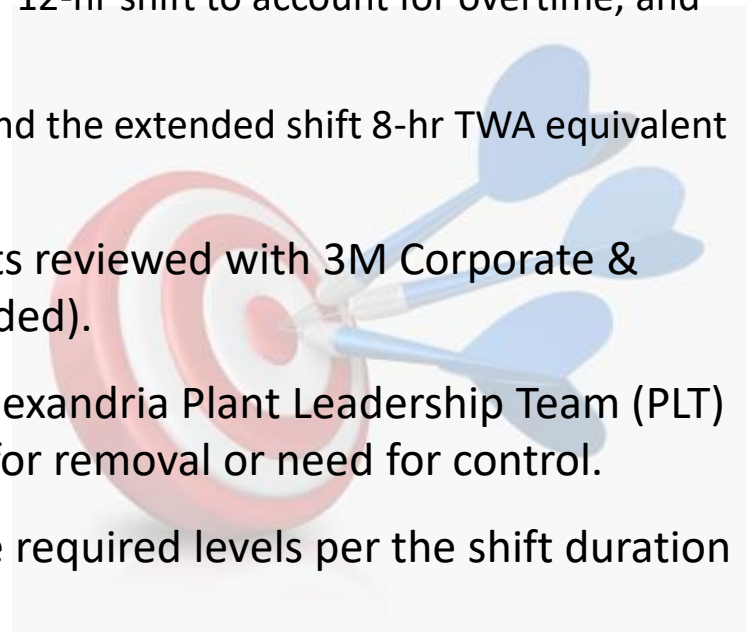 12-hr shift to account for overtime, and
nd the extended shift 8-hr TWA equivalent
ts reviewed with 3M Corporate &
ded).
exandria Plant Leadership Team (PLT)
for removal or need for control.
e required levels per the shift duration